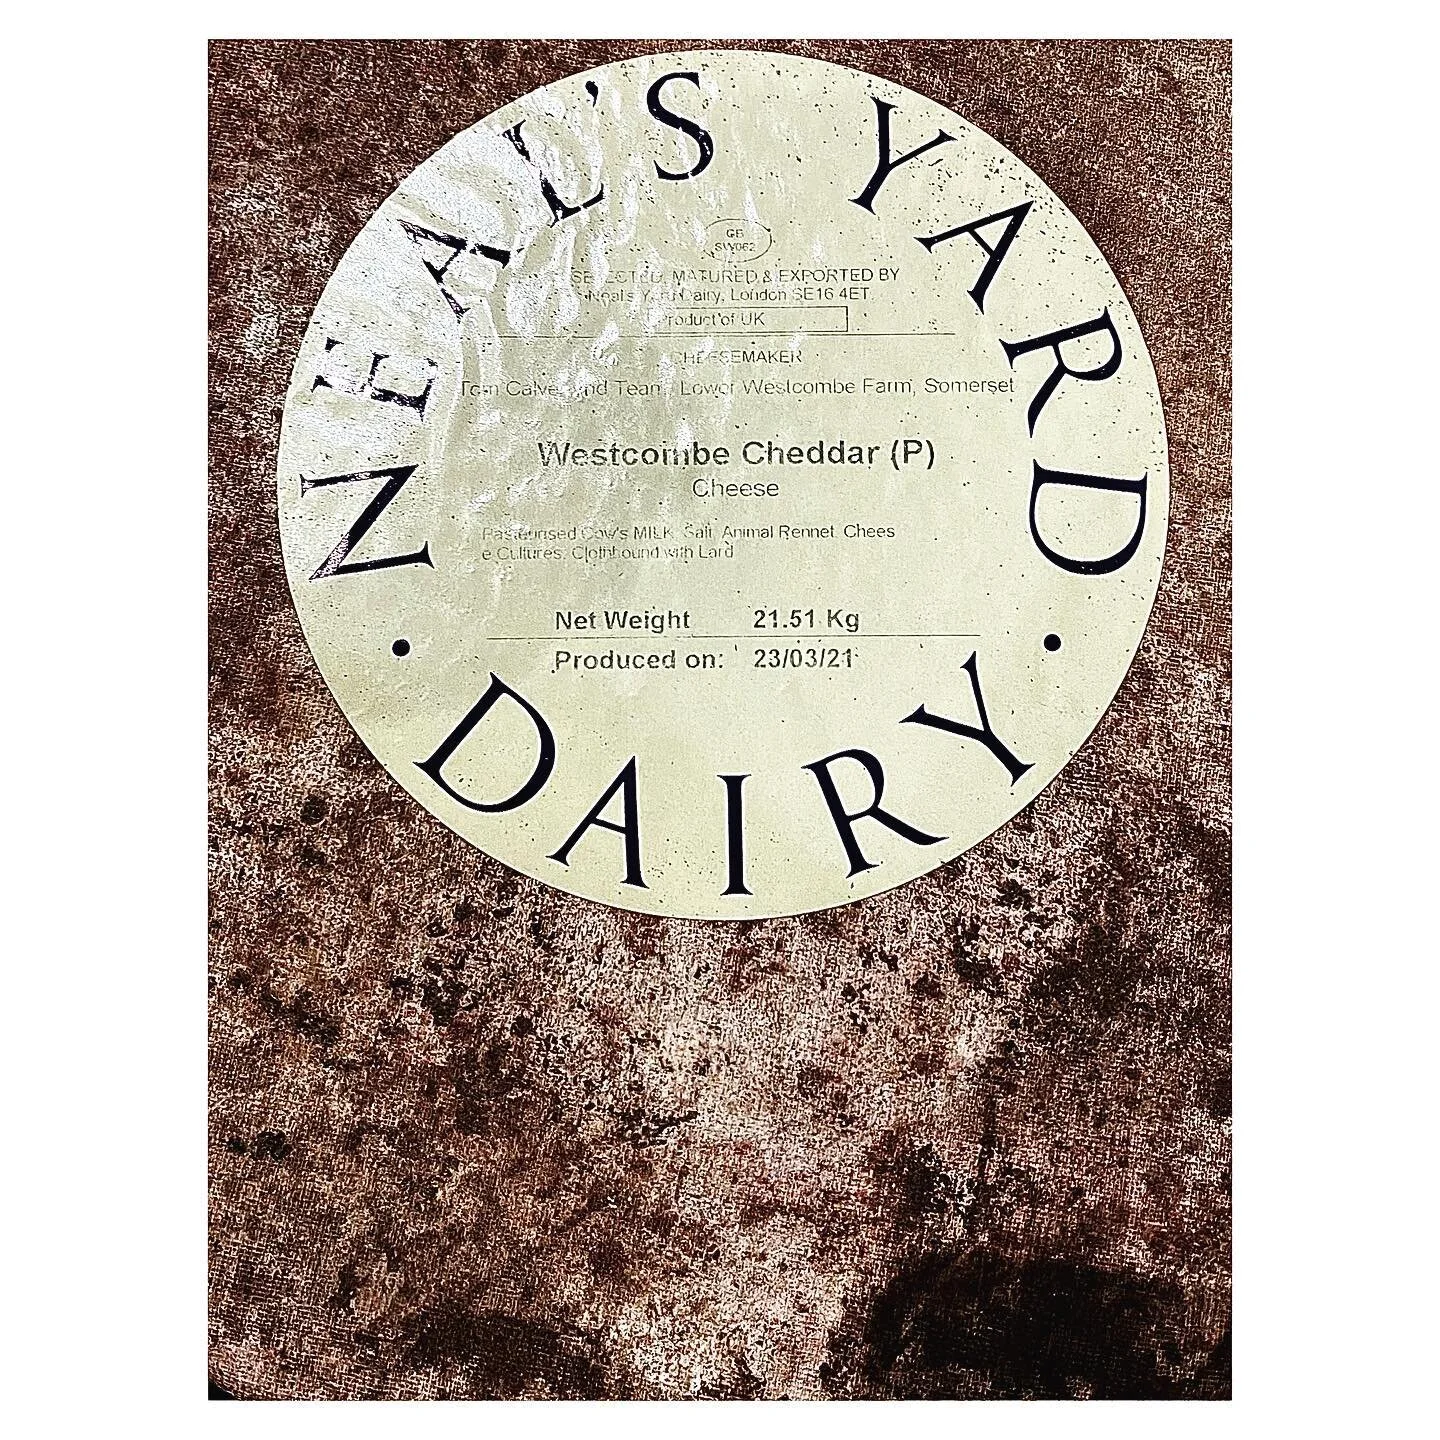 NEAL'S YARD
GB
SW062
SELECTED, MATURED & EXPORTED BY
Neal's Yard Dairy, London SE16 4ET
Product of UK
CHEESEMAKER
Tom Calver and Team, Lower Westcombe Farm, Somerset
Westcombe Cheddar (P)
Cheese
Pasteurised Cow's MILK, Salt, Animal Rennet, Chees
e Cultures, Clothbound with Lard
Net Weight 21.51 Kg
Produced on: 23/03/21
• DAIRY •